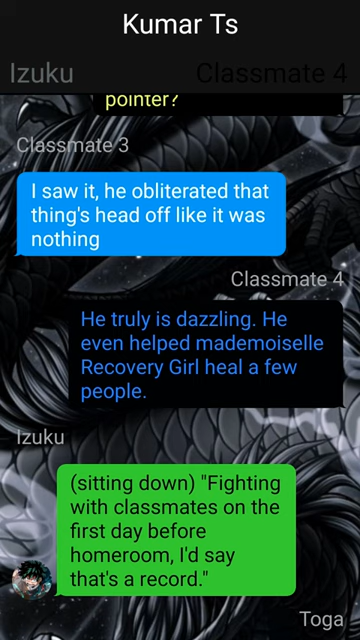 Kumar Ts
Izuku
Classmate 4
pointer?
Classmate 3
I saw it, he obliterated that
thing's head off like it was
nothing
Classmate 4
He truly is dazzling. He
even helped mademoiselle
Recovery Girl heal a few
people.
Izuku
(sitting down) "Fighting
with classmates on the
first day before
homeroom, I'd say
that's a record."
Toga